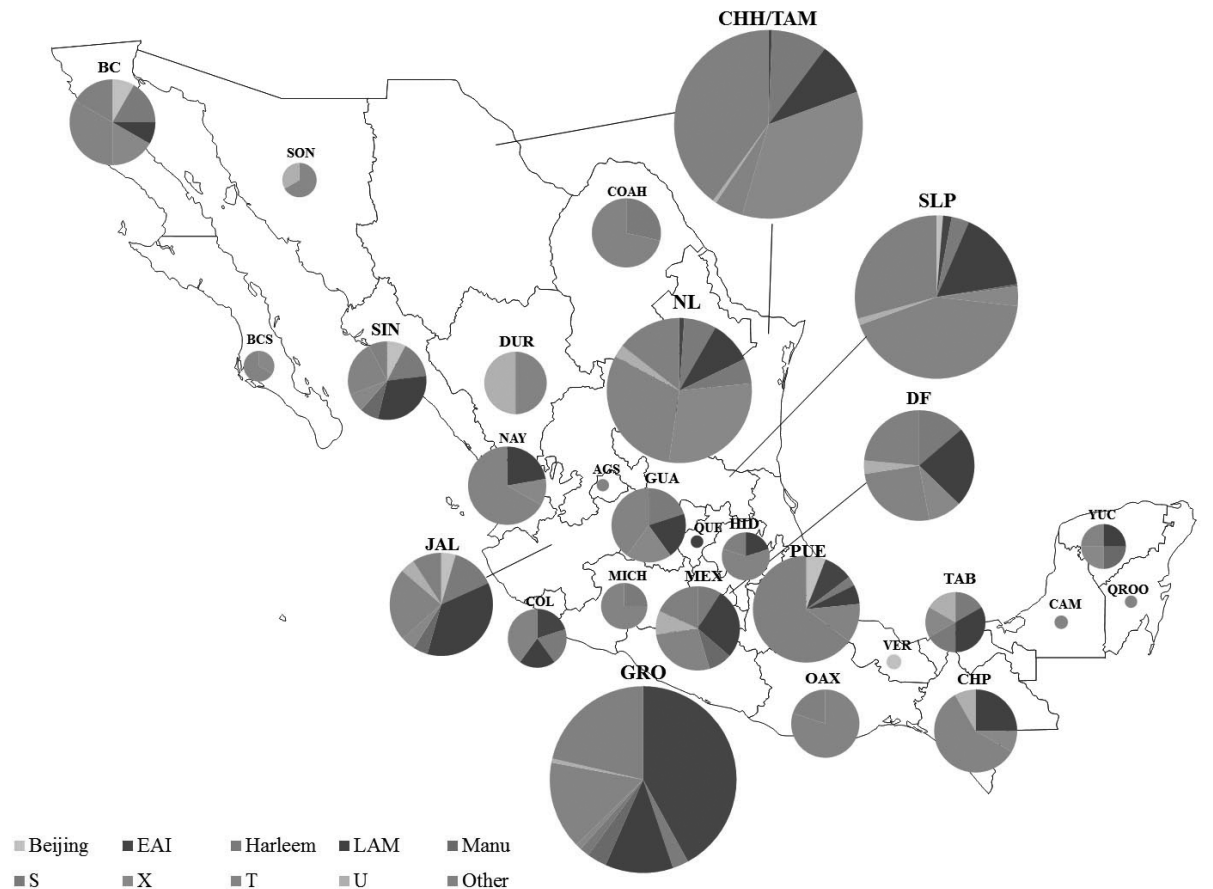 CHH/TAM
BC
SON
COAH
SLP
NL
BCS
SIN
DUR
DF
NAY
AGS
GUA
QUE
HID
YUC
JAL
PUE
MICH
MEX
TAB
QROO
COL
CAM
VER
GRO
OAX
CHP
Beijing EAI Harleem LAM Manu
S X T U Other